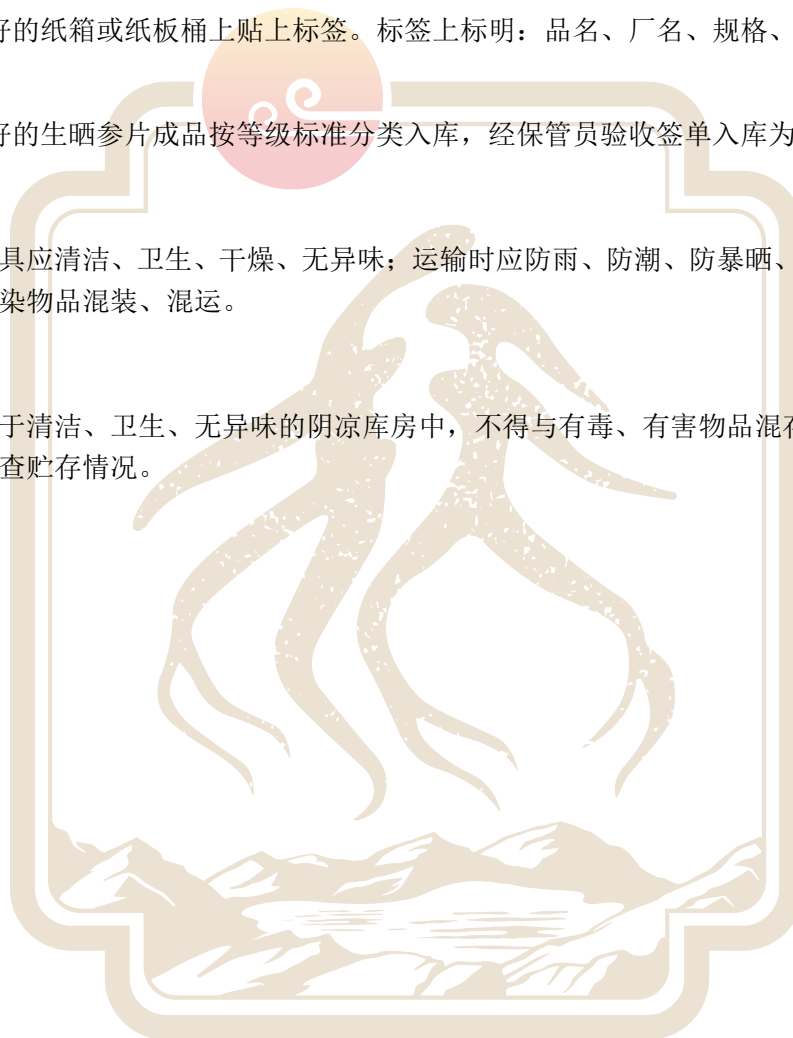 好的纸箱或纸板桶上贴上标签。标签上标明：品名、厂名、规格、
好的生晒参片成品按等级标准分类入库，经保管员验收签单入库为
具应清洁、卫生、干燥、无异味；运输时应防雨、防潮、防暴晒、
染物品混装、混运。
于清洁、卫生、无异味的阴凉库房中，不得与有毒、有害物品混存
查贮存情况。